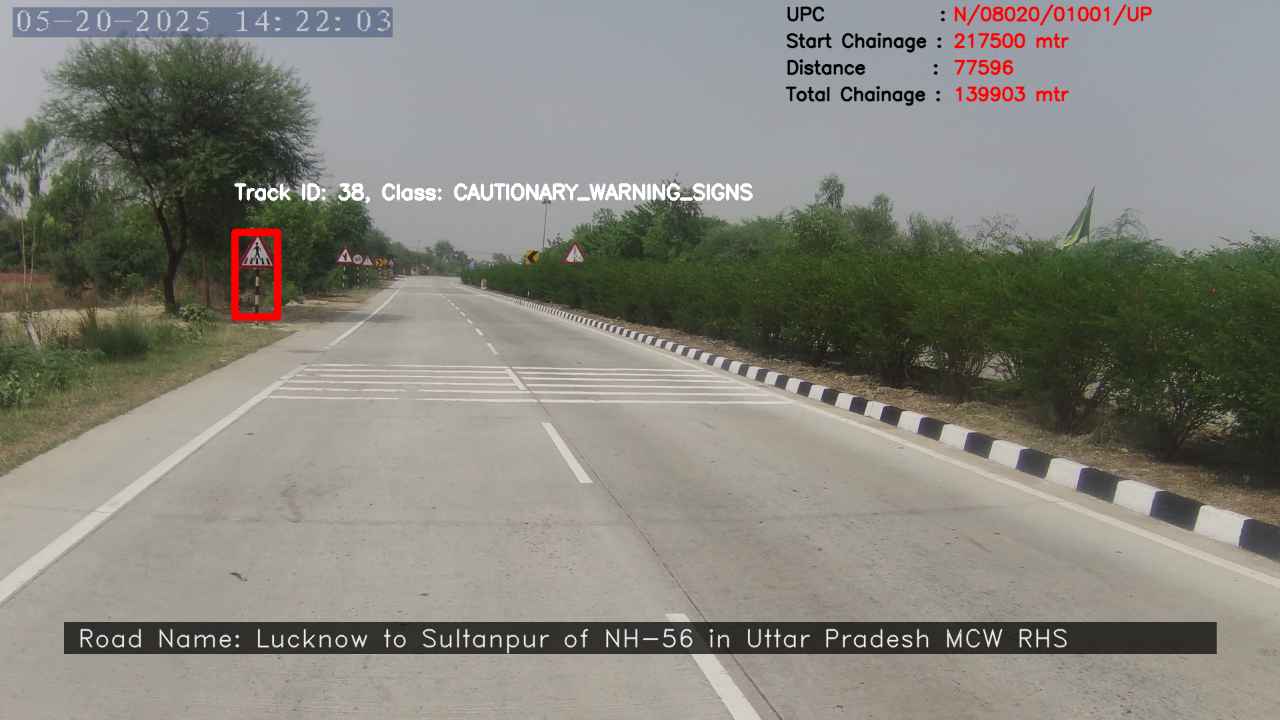 05-20-2025 14:22:03
UPC : N/08020/01001/UP
Start Chainage : 217500 mtr
Distance : 77596
Total Chainage : 139903 mtr
Track ID: 38, Class: CAUTIONARY_WARNING_SIGNS
Road Name: Lucknow to Sultanpur of NH-56 in Uttar Pradesh MCW RHS